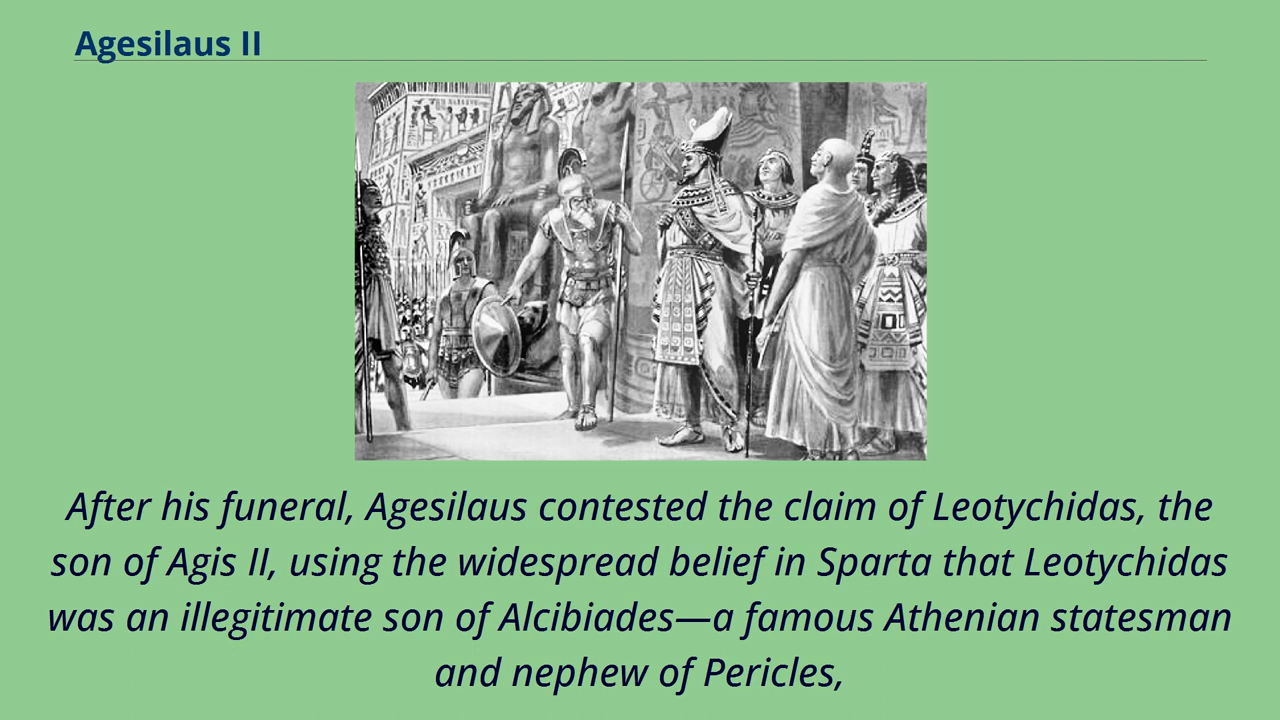 Agesilaus II
After his funeral, Agesilaus contested the claim of Leotychidas, the
son of Agis II, using the widespread belief in Sparta that Leotychidas
was an illegitimate son of Alcibiades—a famous Athenian statesman
and nephew of Pericles,